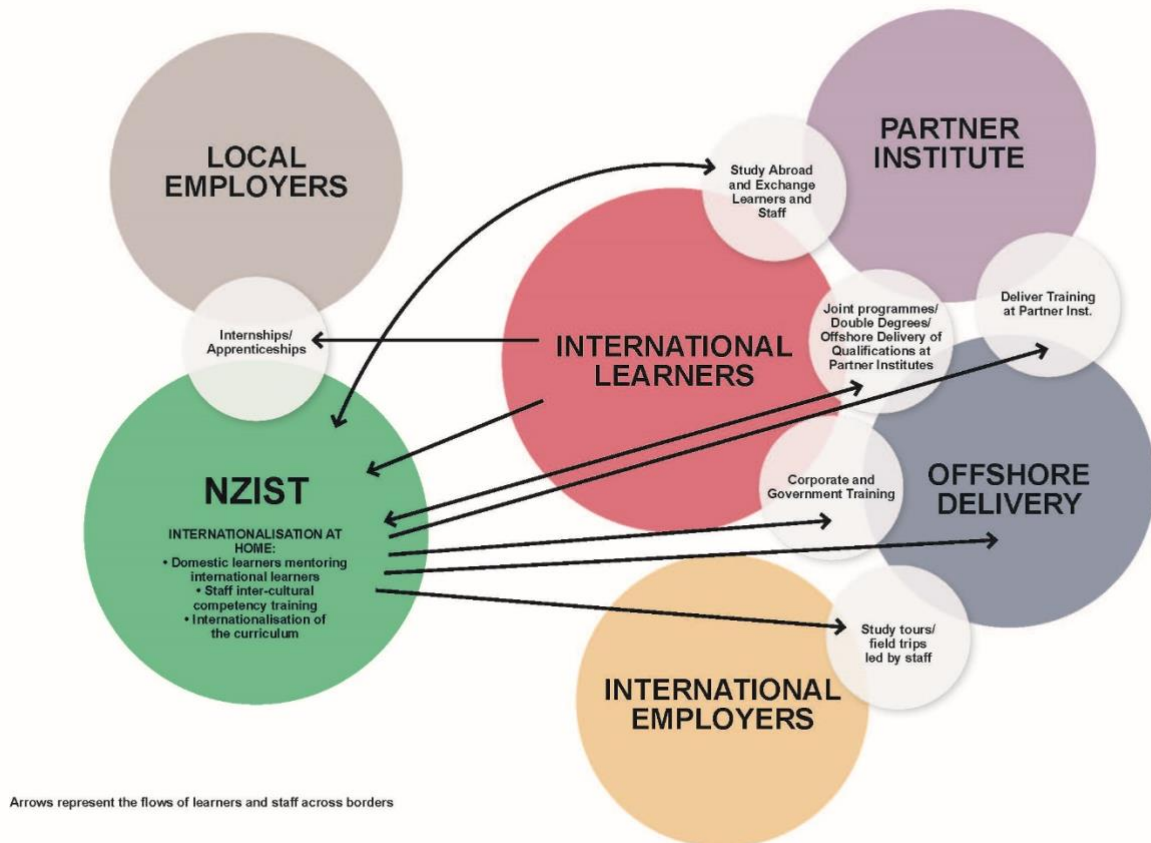 LOCAL
EMPLOYERS
PARTNER
INSTITUTE
Study Abroad
and Exchange
Learners and
Staff
Internships/
Apprenticeships
INTERNATIONAL
LEARNERS
Joint programmes/
Double Degrees/
Offshore Delivery of
Qualifications at
Partner Institutes
Deliver Training
at Partner Inst.
NZIST
INTERNATIONALISATION AT
HOME:
• Domestic learners mentoring
international learners
• Staff inter-cultural
competency training
• Internationalisation of
the curriculum
Corporate and
Government Training
OFFSHORE
DELIVERY
Study tours/
field trips
led by staff
INTERNATIONAL
EMPLOYERS
Arrows represent the flows of learners and staff across borders